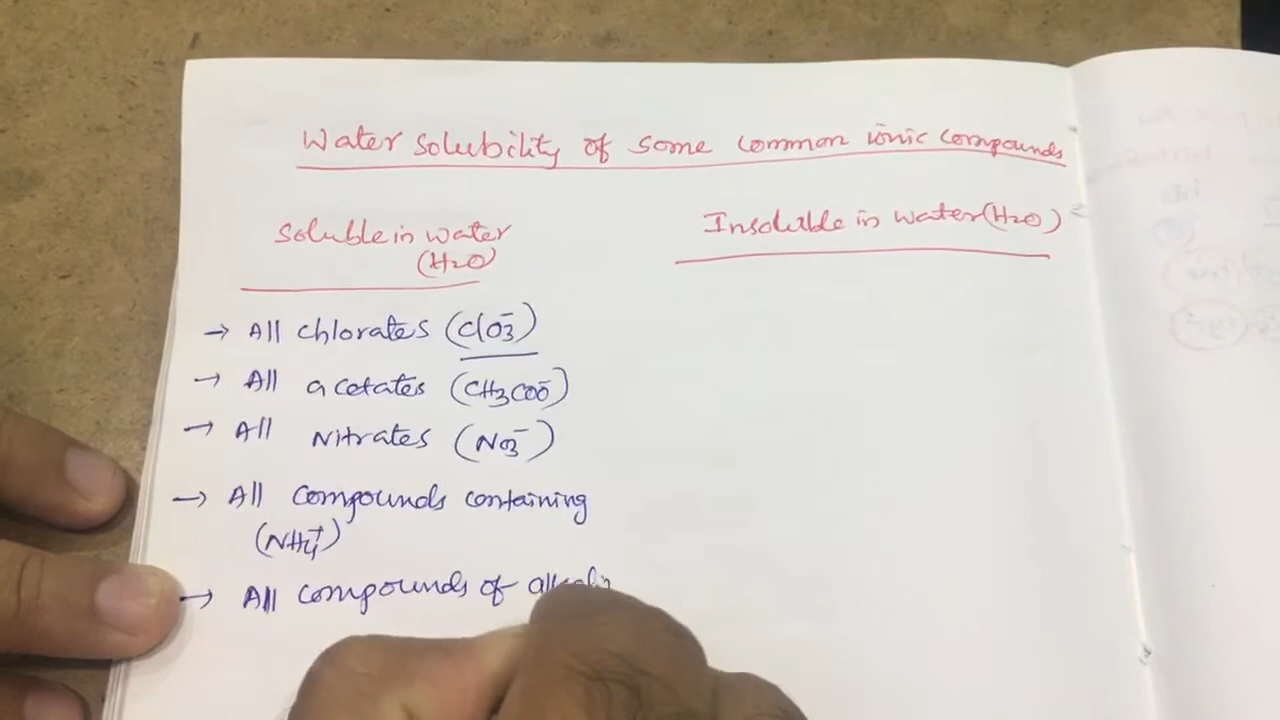 Water solubility of some common ionic compounds
Soluble in water
(H2O)
Insoluble in water (H2O)
→ All chlorates (ClO3⁻)
→ All acetates (CH3COO⁻)
→ All Nitrates (NO3⁻)
→ All compounds containing
(NH4⁺)
→ All compounds of